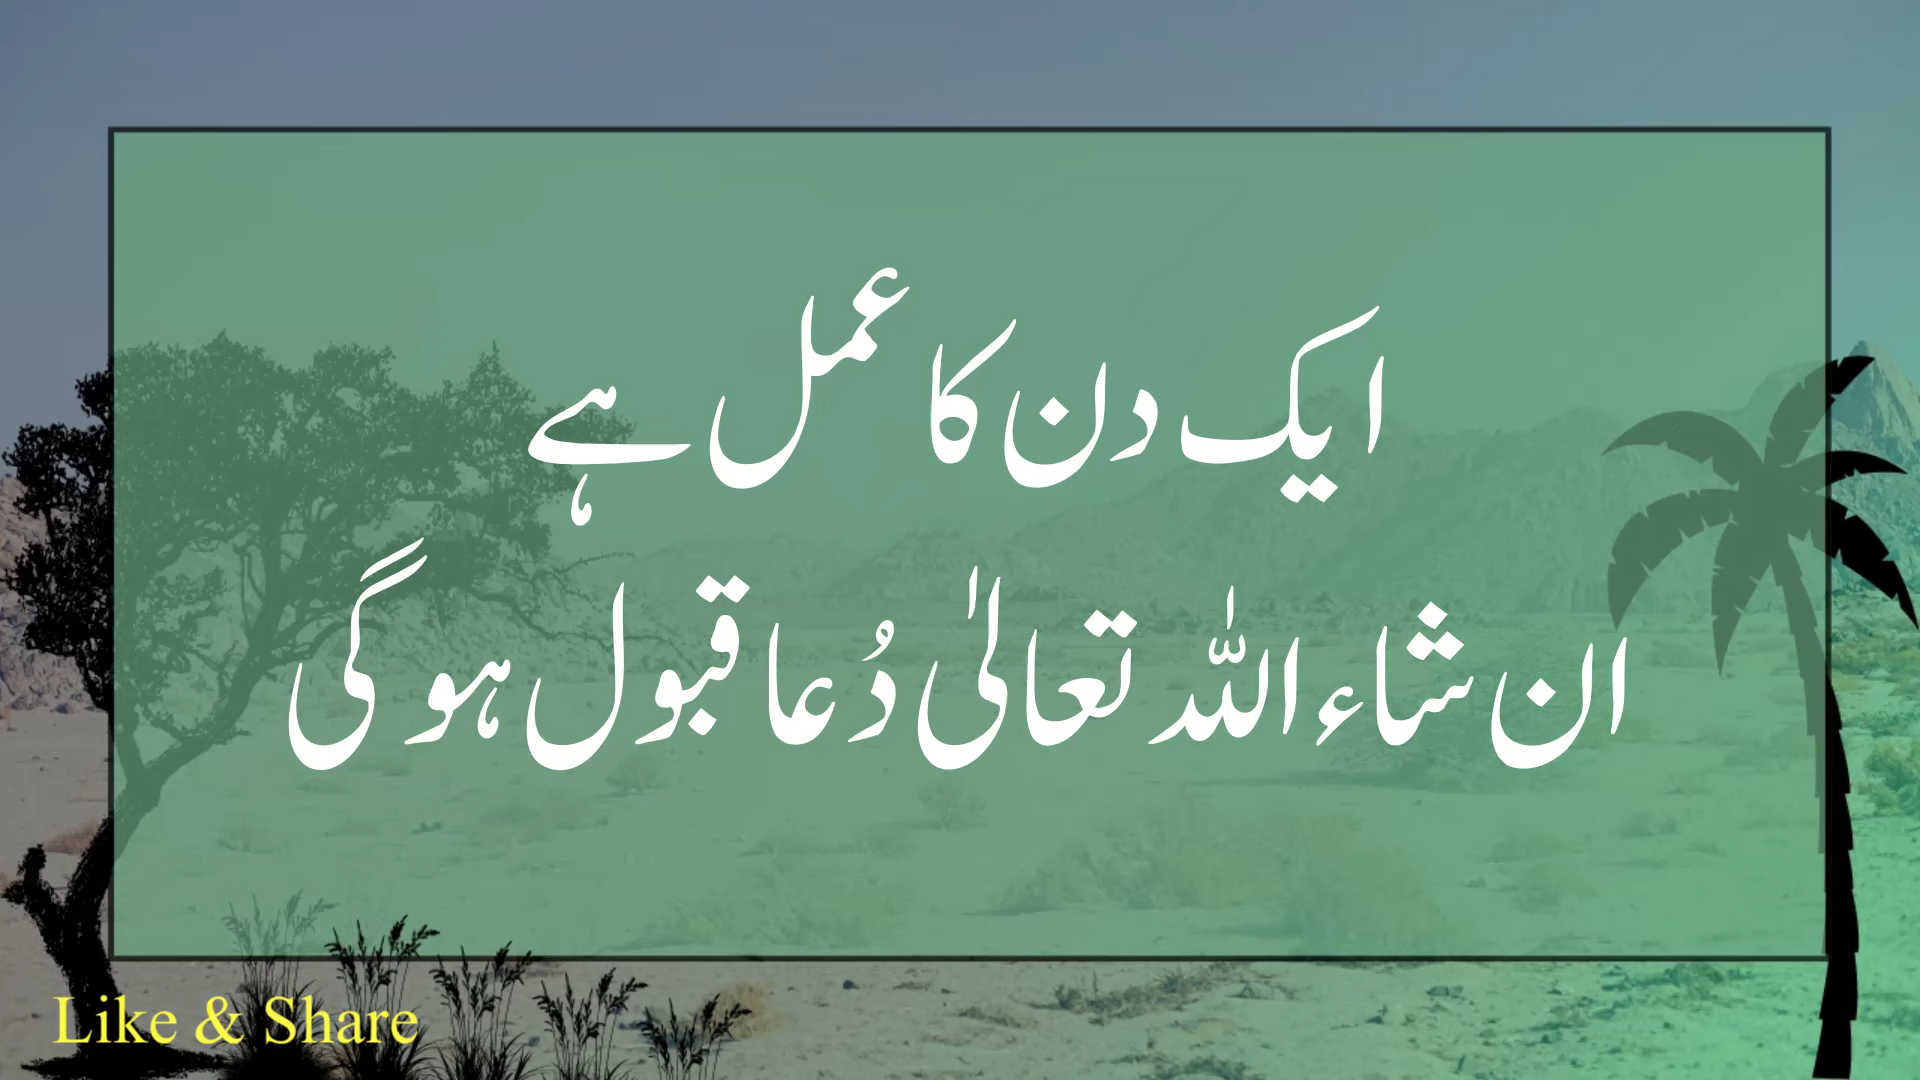 ایک دن کا عمل ہے
ان شاء اللہ تعالیٰ دُعا قبول ہو گی
Like & Share